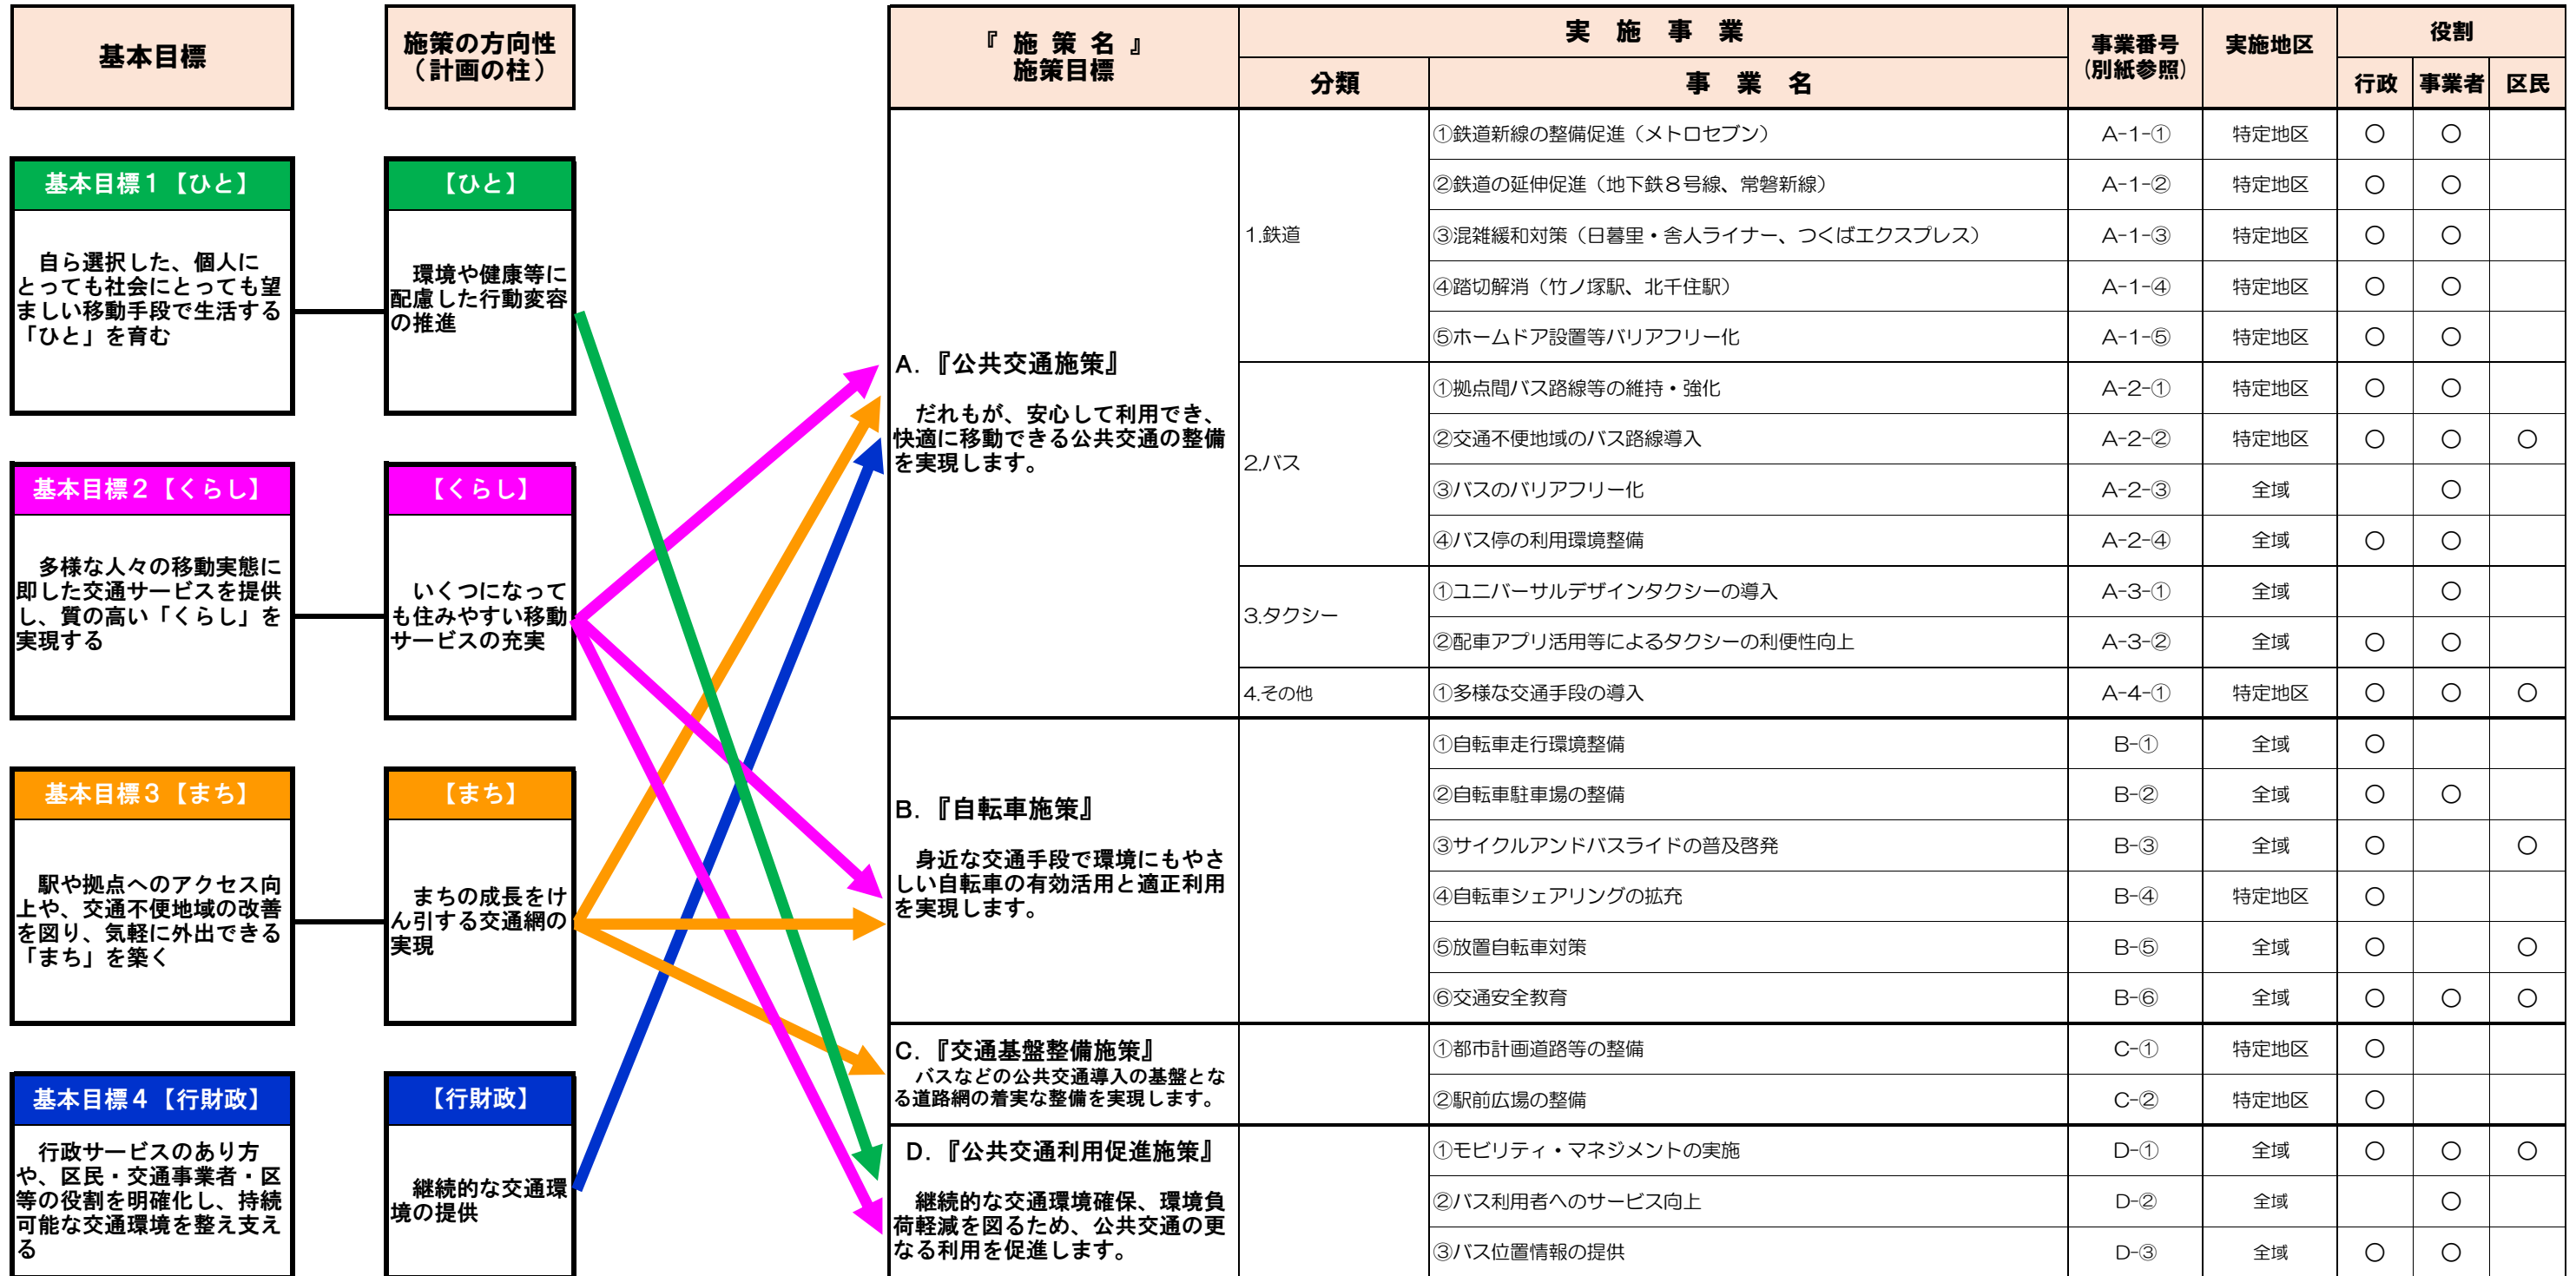 基本目標
施策の方向性
（計画の柱）
基本目標１【ひと】
自ら選択した、個人に
とっても社会にとっても望
ましい移動手段で生活する
「ひと」を育む
【ひと】
環境や健康等に
配慮した行動変容
の推進
基本目標２【くらし】
多様な人々の移動実態に
即した交通サービスを提供
し、質の高い「くらし」を
実現する
【くらし】
いくつになって
も住みやすい移動
サービスの充実
基本目標３【まち】
駅や拠点へのアクセス向
上や、交通不便地域の改善
を図り、気軽に外出できる
「まち」を築く
【まち】
まちの成長をけ
ん引する交通網の
実現
基本目標４【行財政】
行政サービスのあり方
や、区民・交通事業者・区
等の役割を明確化し、持続
可能な交通環境を整え支え
る
【行財政】
継続的な交通環
境の提供
『 施 策 名 』
施策目標
実 施 事 業
分類
事 業 名
事業番号
(別紙参照)
実施地区
役割
行政 事業者 区民
A.『公共交通施策』
だれもが、安心して利用でき、
快適に移動できる公共交通の整備
を実現します。
1.鉄道
①鉄道新線の整備促進（メトロセブン） A-1-① 特定地区 ○ ○
②鉄道の延伸促進（地下鉄８号線、常磐新線） A-1-② 特定地区 ○ ○
③混雑緩和対策（日暮里・舎人ライナー、つくばエクスプレス） A-1-③ 特定地区 ○ ○
④踏切解消（竹ノ塚駅、北千住駅） A-1-④ 特定地区 ○ ○
⑤ホームドア設置等バリアフリー化 A-1-⑤ 特定地区 ○ ○
2.バス
①拠点間バス路線等の維持・強化 A-2-① 特定地区 ○ ○
②交通不便地域のバス路線導入 A-2-② 特定地区 ○ ○ ○
③バスのバリアフリー化 A-2-③ 全域 ○
④バス停の利用環境整備 A-2-④ 全域 ○ ○
3.タクシー
①ユニバーサルデザインタクシーの導入 A-3-① 全域 ○
②配車アプリ活用等によるタクシーの利便性向上 A-3-② 全域 ○ ○
4.その他
①多様な交通手段の導入 A-4-① 特定地区 ○ ○ ○
B.『自転車施策』
身近な交通手段で環境にもやさ
しい自転車の有効活用と適正利用
を実現します。
①自転車走行環境整備 B-① 全域 ○
②自転車駐車場の整備 B-② 全域 ○ ○
③サイクルアンドバスライドの普及啓発 B-③ 全域 ○ ○
④自転車シェアリングの拡充 B-④ 特定地区 ○
⑤放置自転車対策 B-⑤ 全域 ○ ○
⑥交通安全教育 B-⑥ 全域 ○ ○ ○
C.『交通基盤整備施策』
バスなどの公共交通導入の基盤とな
る道路網の着実な整備を実現します。
①都市計画道路等の整備 C-① 特定地区 ○
②駅前広場の整備 C-② 特定地区 ○
D.『公共交通利用促進施策』
継続的な交通環境確保、環境負
荷軽減を図るため、公共交通の更
なる利用を促進します。
①モビリティ・マネジメントの実施 D-① 全域 ○ ○ ○
②バス利用者へのサービス向上 D-② 全域 ○
③バス位置情報の提供 D-③ 全域 ○ ○